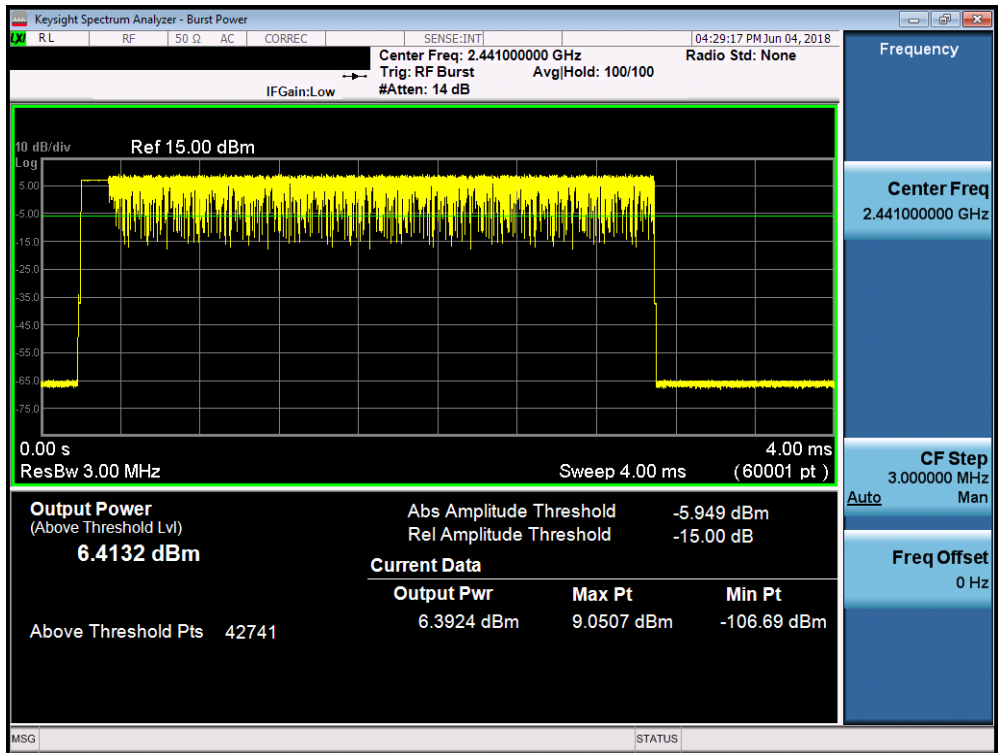 Keysight Spectrum Analyzer - Burst Power
LXI RL RF 50 Ω AC CORREC SENSE:INT 04:29:17 PM Jun 04, 2018
Center Freq: 2.441000000 GHz Radio Std: None
Trig: RF Burst Avg|Hold: 100/100
IFGain:Low #Atten: 14 dB
10 dB/div Ref 15.00 dBm
Log
5.00
-5.00
-15.0
-25.0
-35.0
-45.0
-55.0
-65.0
-75.0
0.00 s 4.00 ms
ResBw 3.00 MHz Sweep 4.00 ms (60001 pt)
Output Power
(Above Threshold Lvl)
6.4132 dBm
Above Threshold Pts 42741
Abs Amplitude Threshold -5.949 dBm
Rel Amplitude Threshold -15.00 dB
Current Data
Output Pwr Max Pt Min Pt
6.3924 dBm 9.0507 dBm -106.69 dBm
Frequency
Center Freq
2.441000000 GHz
CF Step
3.000000 MHz
Auto Man
Freq Offset
0 Hz
MSG STATUS